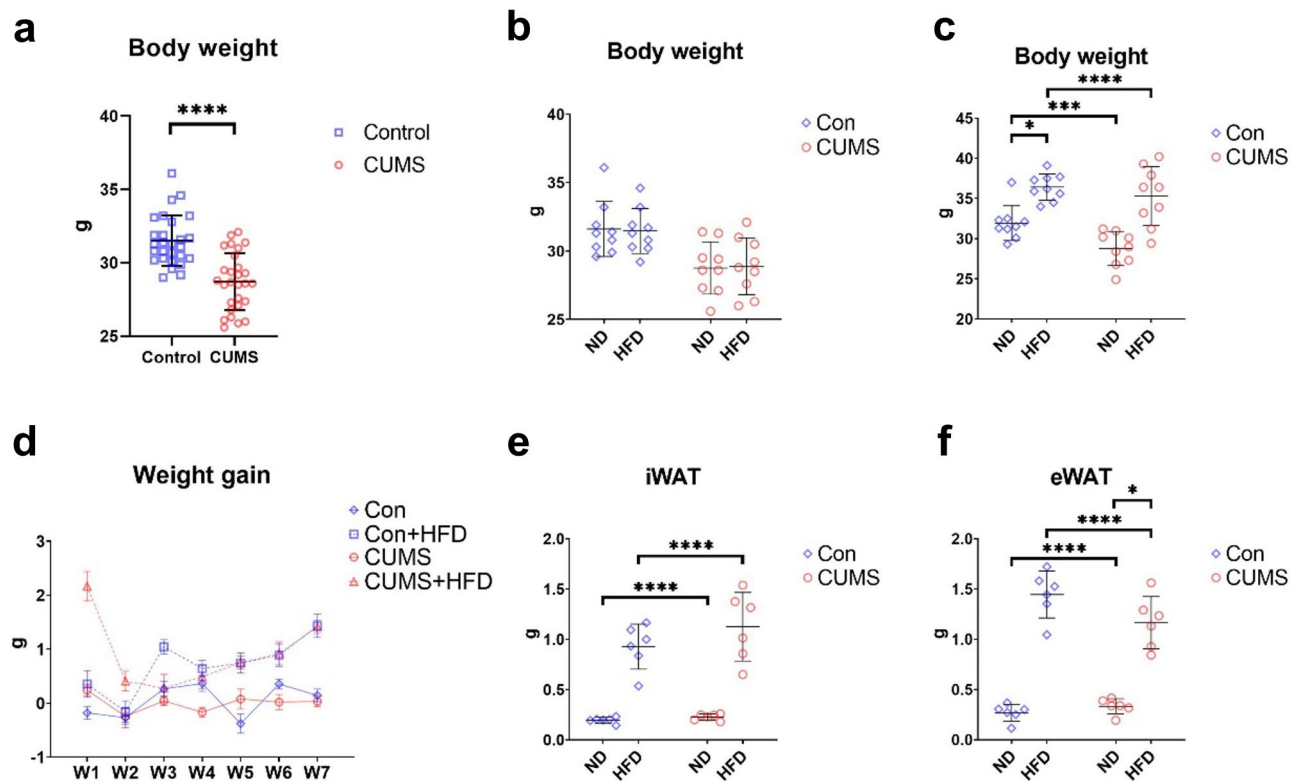 a
Body weight
****
40
35
30
25
g
Control
CUMS
Control
CUMS
b
Body weight
40
35
30
25
g
ND
HFD
ND
HFD
Con
CUMS
c
Body weight
****
***
*
45
40
35
30
25
20
g
ND
HFD
ND
HFD
Con
CUMS
d
Weight gain
3
2
1
0
-1
g
W1 W2 W3 W4 W5 W6 W7
Con
Con+HFD
CUMS
CUMS+HFD
e
iWAT
****
****
2.0
1.5
1.0
0.5
0.0
g
ND
HFD
ND
HFD
Con
CUMS
f
eWAT
*
****
****
2.0
1.5
1.0
0.5
0.0
g
ND
HFD
ND
HFD
Con
CUMS